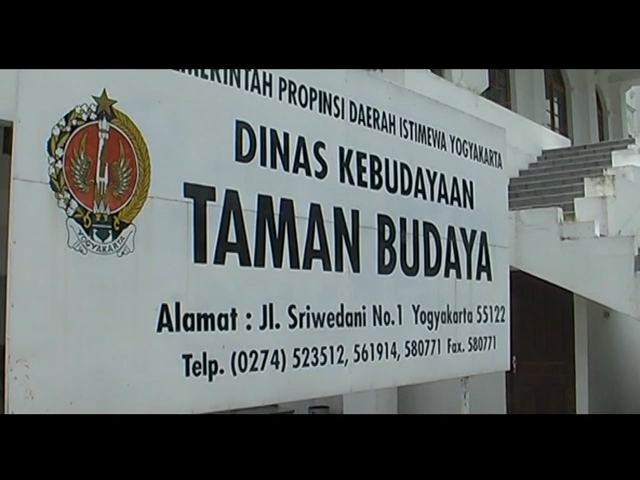 PEMERINTAH PROPINSI DAERAH ISTIMEWA YOGYAKARTA
DINAS KEBUDAYAAN
TAMAN BUDAYA
YOGYAKARTA
Alamat : Jl. Sriwedani No.1 Yogyakarta 55122
Telp. (0274) 523512, 561914, 580771 Fax. 580771